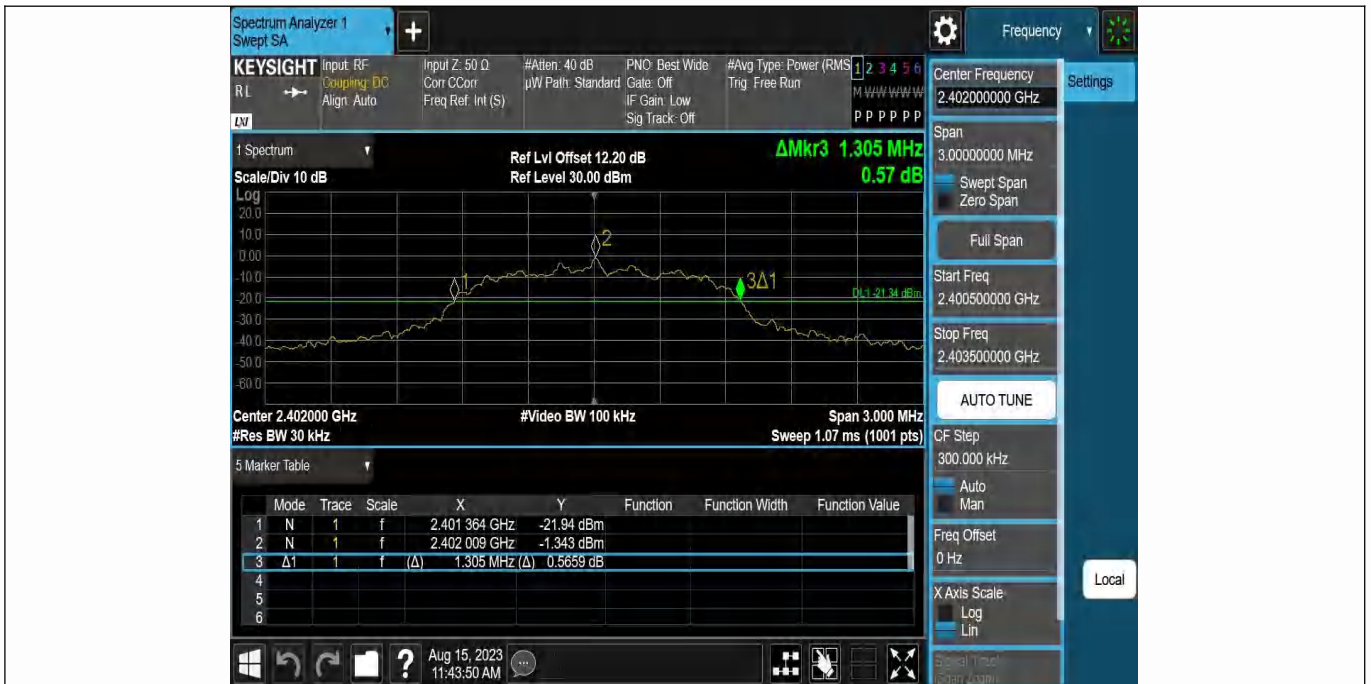 Spectrum Analyzer 1
Swept SA
+
Frequency
KEYSIGHT
RL
LXI
Input: RF
Coupling: DC
Align: Auto
Input Z: 50 Ω
Corr CCorr
Freq Ref: Int (S)
#Atten: 40 dB
µW Path: Standard
PNO: Best Wide
Gate: Off
IF Gain: Low
Sig Track: Off
#Avg Type: Power (RMS
Trig: Free Run
1 2 3 4 5 6
M W W W W W
P P P P P P
1 Spectrum
Scale/Div 10 dB
Ref Lvl Offset 12.20 dB
Ref Level 30.00 dBm
ΔMkr3 1.305 MHz
0.57 dB
Log
20.0
10.0
0.00
-10.0
-20.0
-30.0
-40.0
-50.0
-60.0
1
2
3Δ1
DL1 -21.34 dBm
Center 2.402000 GHz
#Res BW 30 kHz
#Video BW 100 kHz
Span 3.000 MHz
Sweep 1.07 ms (1001 pts)
5 Marker Table
Mode Trace Scale X Y Function Function Width Function Value
1 N 1 f 2.401 364 GHz -21.94 dBm
2 N 1 f 2.402 009 GHz -1.343 dBm
3 Δ1 1 f (Δ) 1.305 MHz (Δ) 0.5659 dB
4
5
6
?
Aug 15, 2023
11:43:50 AM
Center Frequency
2.402000000 GHz
Span
3.00000000 MHz
Swept Span
Zero Span
Full Span
Start Freq
2.400500000 GHz
Stop Freq
2.403500000 GHz
AUTO TUNE
CF Step
300.000 kHz
Auto
Man
Freq Offset
0 Hz
X Axis Scale
Log
Lin
Signal Track
(Span Zoom)
Settings
Local